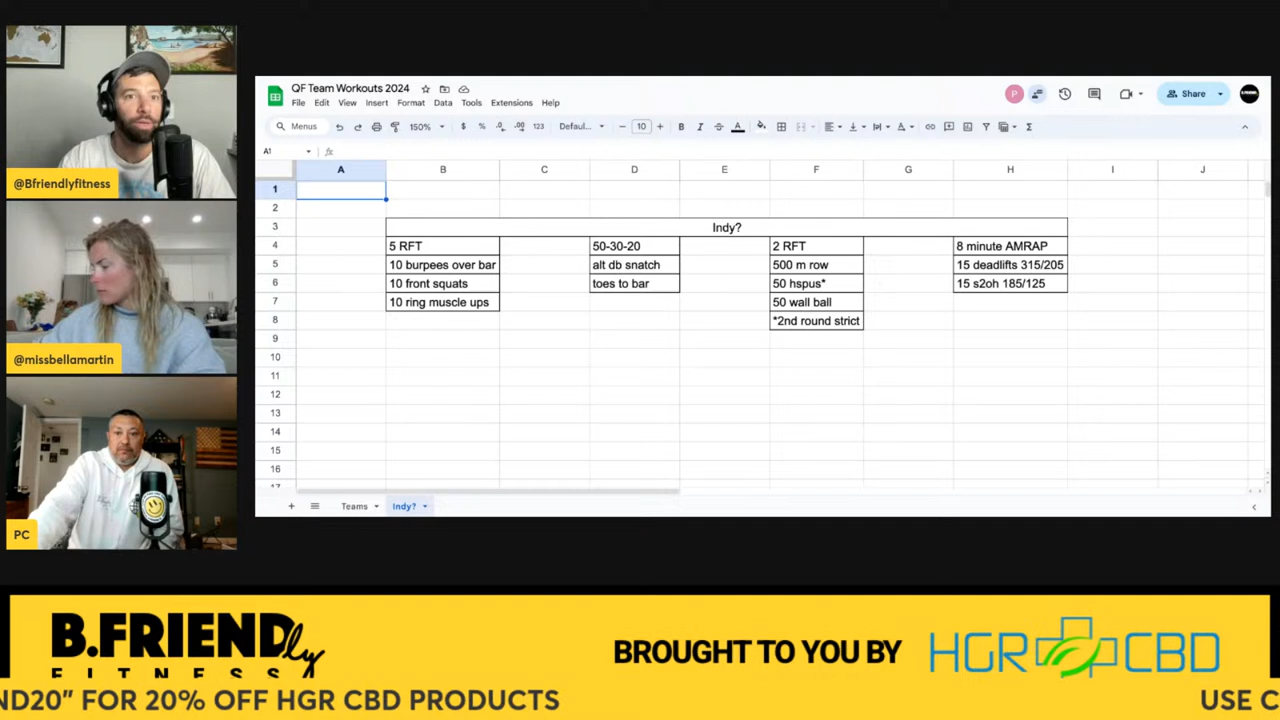 @Bfriendlyfitness
@missbellamartin
PC
QF Team Workouts 2024
File Edit View Insert Format Data Tools Extensions Help
Share
Menus
150%
$ % .0 .00 123
Defaul...
10
B I A
A1
fx
A B C D E F G H I J
1
2
3 Indy?
4 5 RFT 50-30-20 2 RFT 8 minute AMRAP
5 10 burpees over bar alt db snatch 500 m row 15 deadlifts 315/205
6 10 front squats toes to bar 50 hspus* 15 s2oh 185/125
7 10 ring muscle ups 50 wall ball
8 *2nd round strict
9
10
11
12
13
14
15
16
17
Teams Indy?
B.FRIENDly
FITNESS
BROUGHT TO YOU BY
HGR CBD
ND20" FOR 20% OFF HGR CBD PRODUCTS
USE C